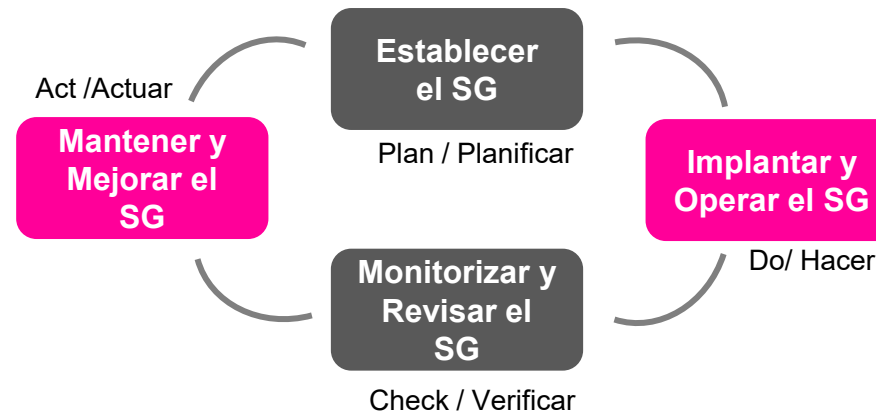 Establecer
el SG
Plan / Planificar
Act /Actuar
Mantener y
Mejorar el
SG
Implantar y
Operar el SG
Do/ Hacer
Monitorizar y
Revisar el
SG
Check / Verificar